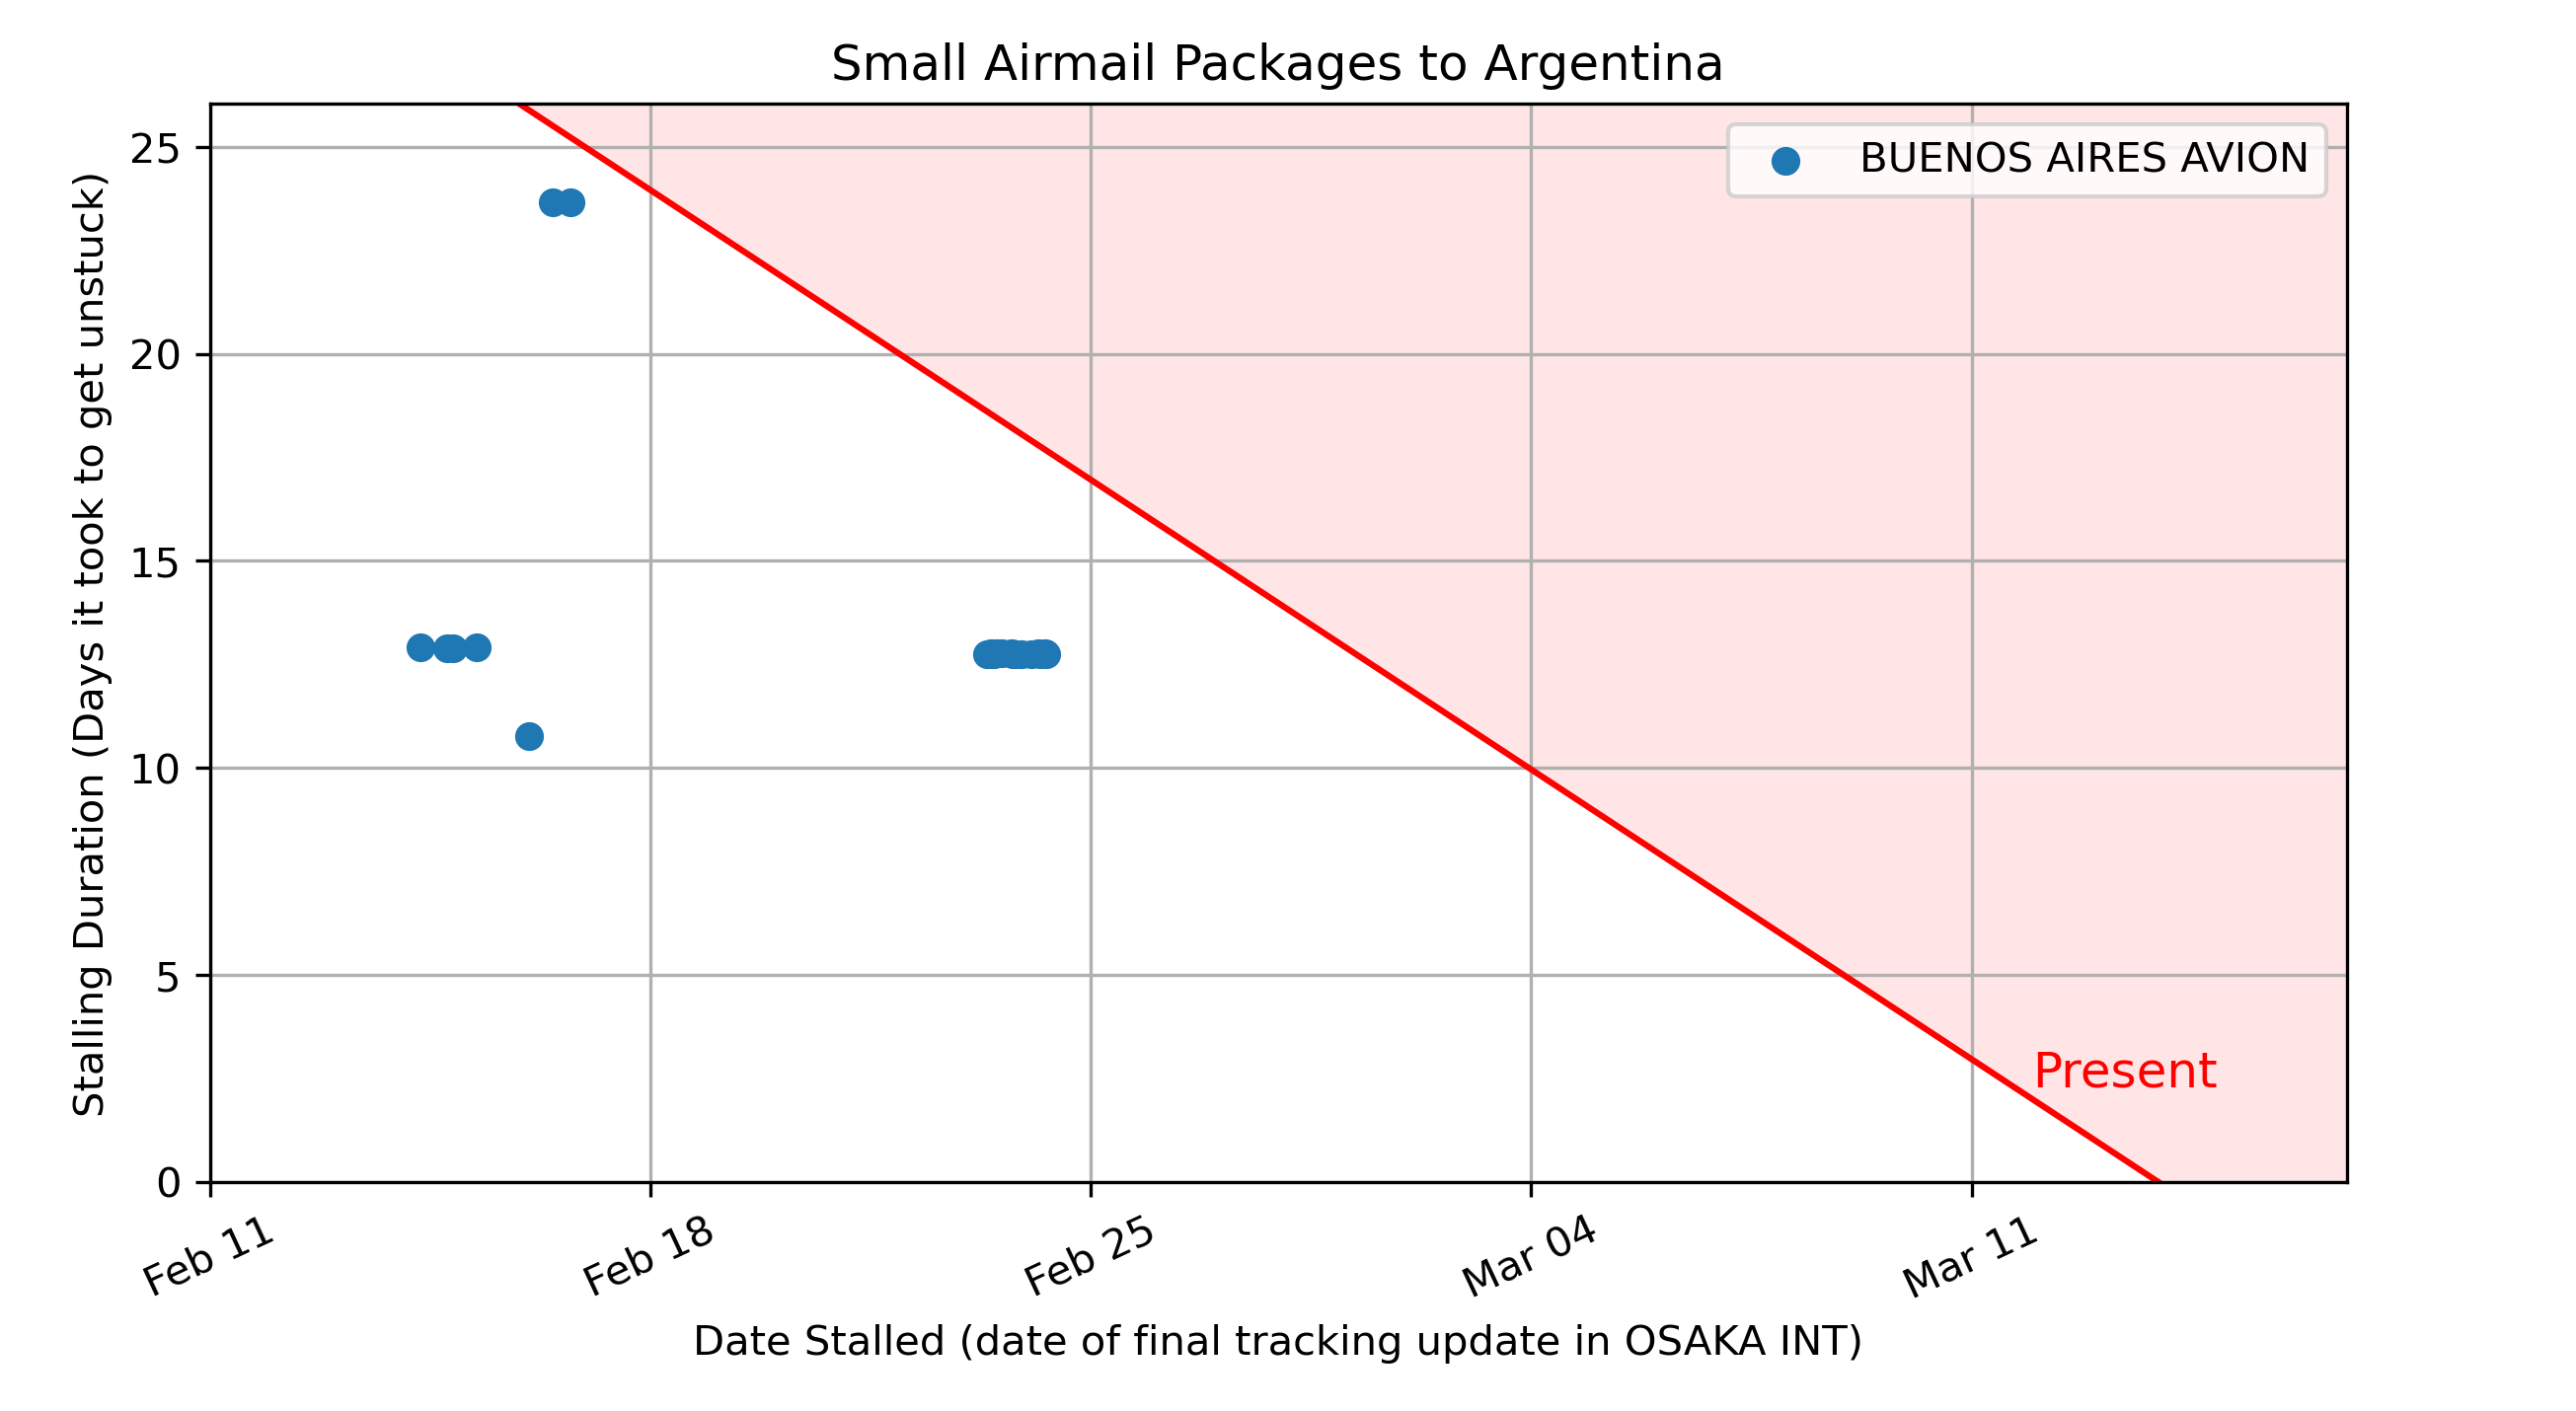 Small Airmail Packages to Argentina
BUENOS AIRES AVION
Stalling Duration (Days it took to get unstuck)
25
20
15
10
5
0
Present
Feb 11
Feb 18
Feb 25
Mar 04
Mar 11
Date Stalled (date of final tracking update in OSAKA INT)